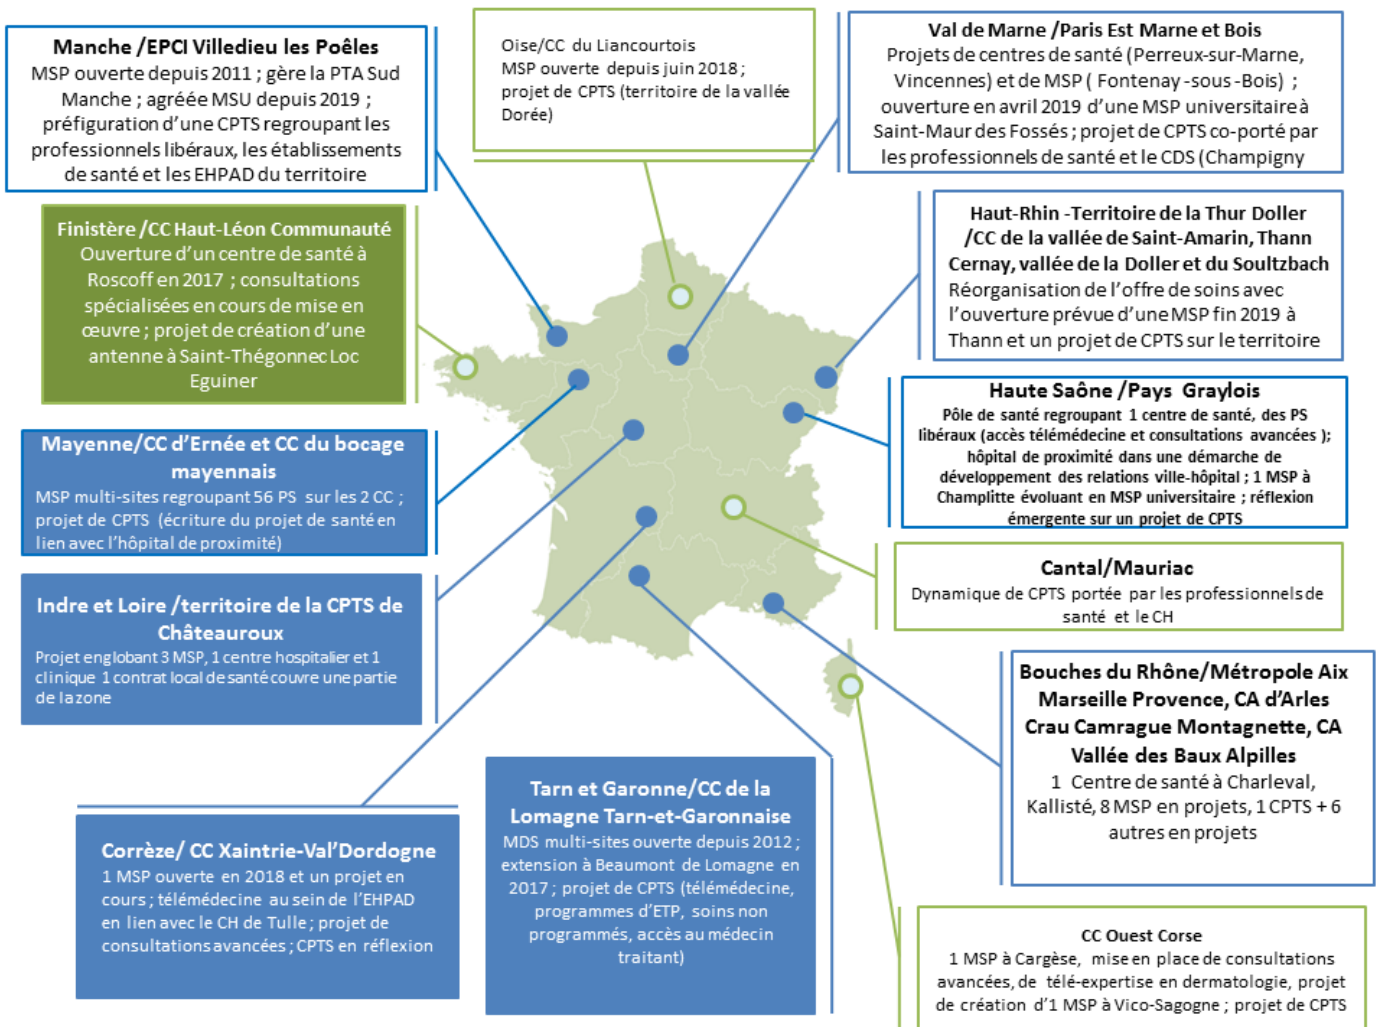 Manche /EPCI Villedieu les Poêles
MSP ouverte depuis 2011 ; gère la PTA Sud
Manche ; agréée MSU depuis 2019 ;
préfiguration d'une CPTS regroupant les
professionnels libéraux, les établissements
de santé et les EHPAD du territoire
Oise/CC du Liancourtois
MSP ouverte depuis juin 2018 ;
projet de CPTS (territoire de la vallée
Dorée)
Val de Marne /Paris Est Marne et Bois
Projets de centres de santé (Perreux-sur-Marne,
Vincennes) et de MSP ( Fontenay -sous -Bois) ;
ouverture en avril 2019 d'une MSP universitaire à
Saint-Maur des Fossés ; projet de CPTS co-porté par
les professionnels de santé et le CDS (Champigny
Finistère /CC Haut-Léon Communauté
Ouverture d'un centre de santé à
Roscoff en 2017 ; consultations
spécialisées en cours de mise en
œuvre ; projet de création d'une
antenne à Saint-Thégonnec Loc
Eguiner
Haut-Rhin -Territoire de la Thur Doller
/CC de la vallée de Saint-Amarin, Thann
Cernay, vallée de la Doller et du Soultzbach
Réorganisation de l'offre de soins avec
l'ouverture prévue d'une MSP fin 2019 à
Thann et un projet de CPTS sur le territoire
Haute Saône /Pays Graylois
Pôle de santé regroupant 1 centre de santé, des PS
libéraux (accès télémédecine et consultations avancées );
hôpital de proximité dans une démarche de
développement des relations ville-hôpital ; 1 MSP à
Champlitte évoluant en MSP universitaire ; réflexion
émergente sur un projet de CPTS
Mayenne/CC d'Ernée et CC du bocage
mayennais
MSP multi-sites regroupant 56 PS sur les 2 CC ;
projet de CPTS (écriture du projet de santé en
lien avec l'hôpital de proximité)
Cantal/Mauriac
Dynamique de CPTS portée par les professionnels de
santé et le CH
Indre et Loire /territoire de la CPTS de
Châteauroux
Projet englobant 3 MSP, 1 centre hospitalier et 1
clinique 1 contrat local de santé couvre une partie
de la zone
Bouches du Rhône/Métropole Aix
Marseille Provence, CA d'Arles
Crau Camrague Montagnette, CA
Vallée des Baux Alpilles
1 Centre de santé à Charleval,
Kallisté, 8 MSP en projets, 1 CPTS + 6
autres en projets
Tarn et Garonne/CC de la
Lomagne Tarn-et-Garonnaise
MDS multi-sites ouverte depuis 2012 ;
extension à Beaumont de Lomagne en
2017 ; projet de CPTS (télémédecine,
programmes d'ETP, soins non
programmés, accès au médecin
traitant)
Corrèze/ CC Xaintrie-Val'Dordogne
1 MSP ouverte en 2018 et un projet en
cours ; télémédecine au sein de l'EHPAD
en lien avec le CH de Tulle ; projet de
consultations avancées ; CPTS en réflexion
CC Ouest Corse
1 MSP à Cargèse, mise en place de consultations
avancées, de télé-expertise en dermatologie, projet
de création d'1 MSP à Vico-Sagogne ; projet de CPTS